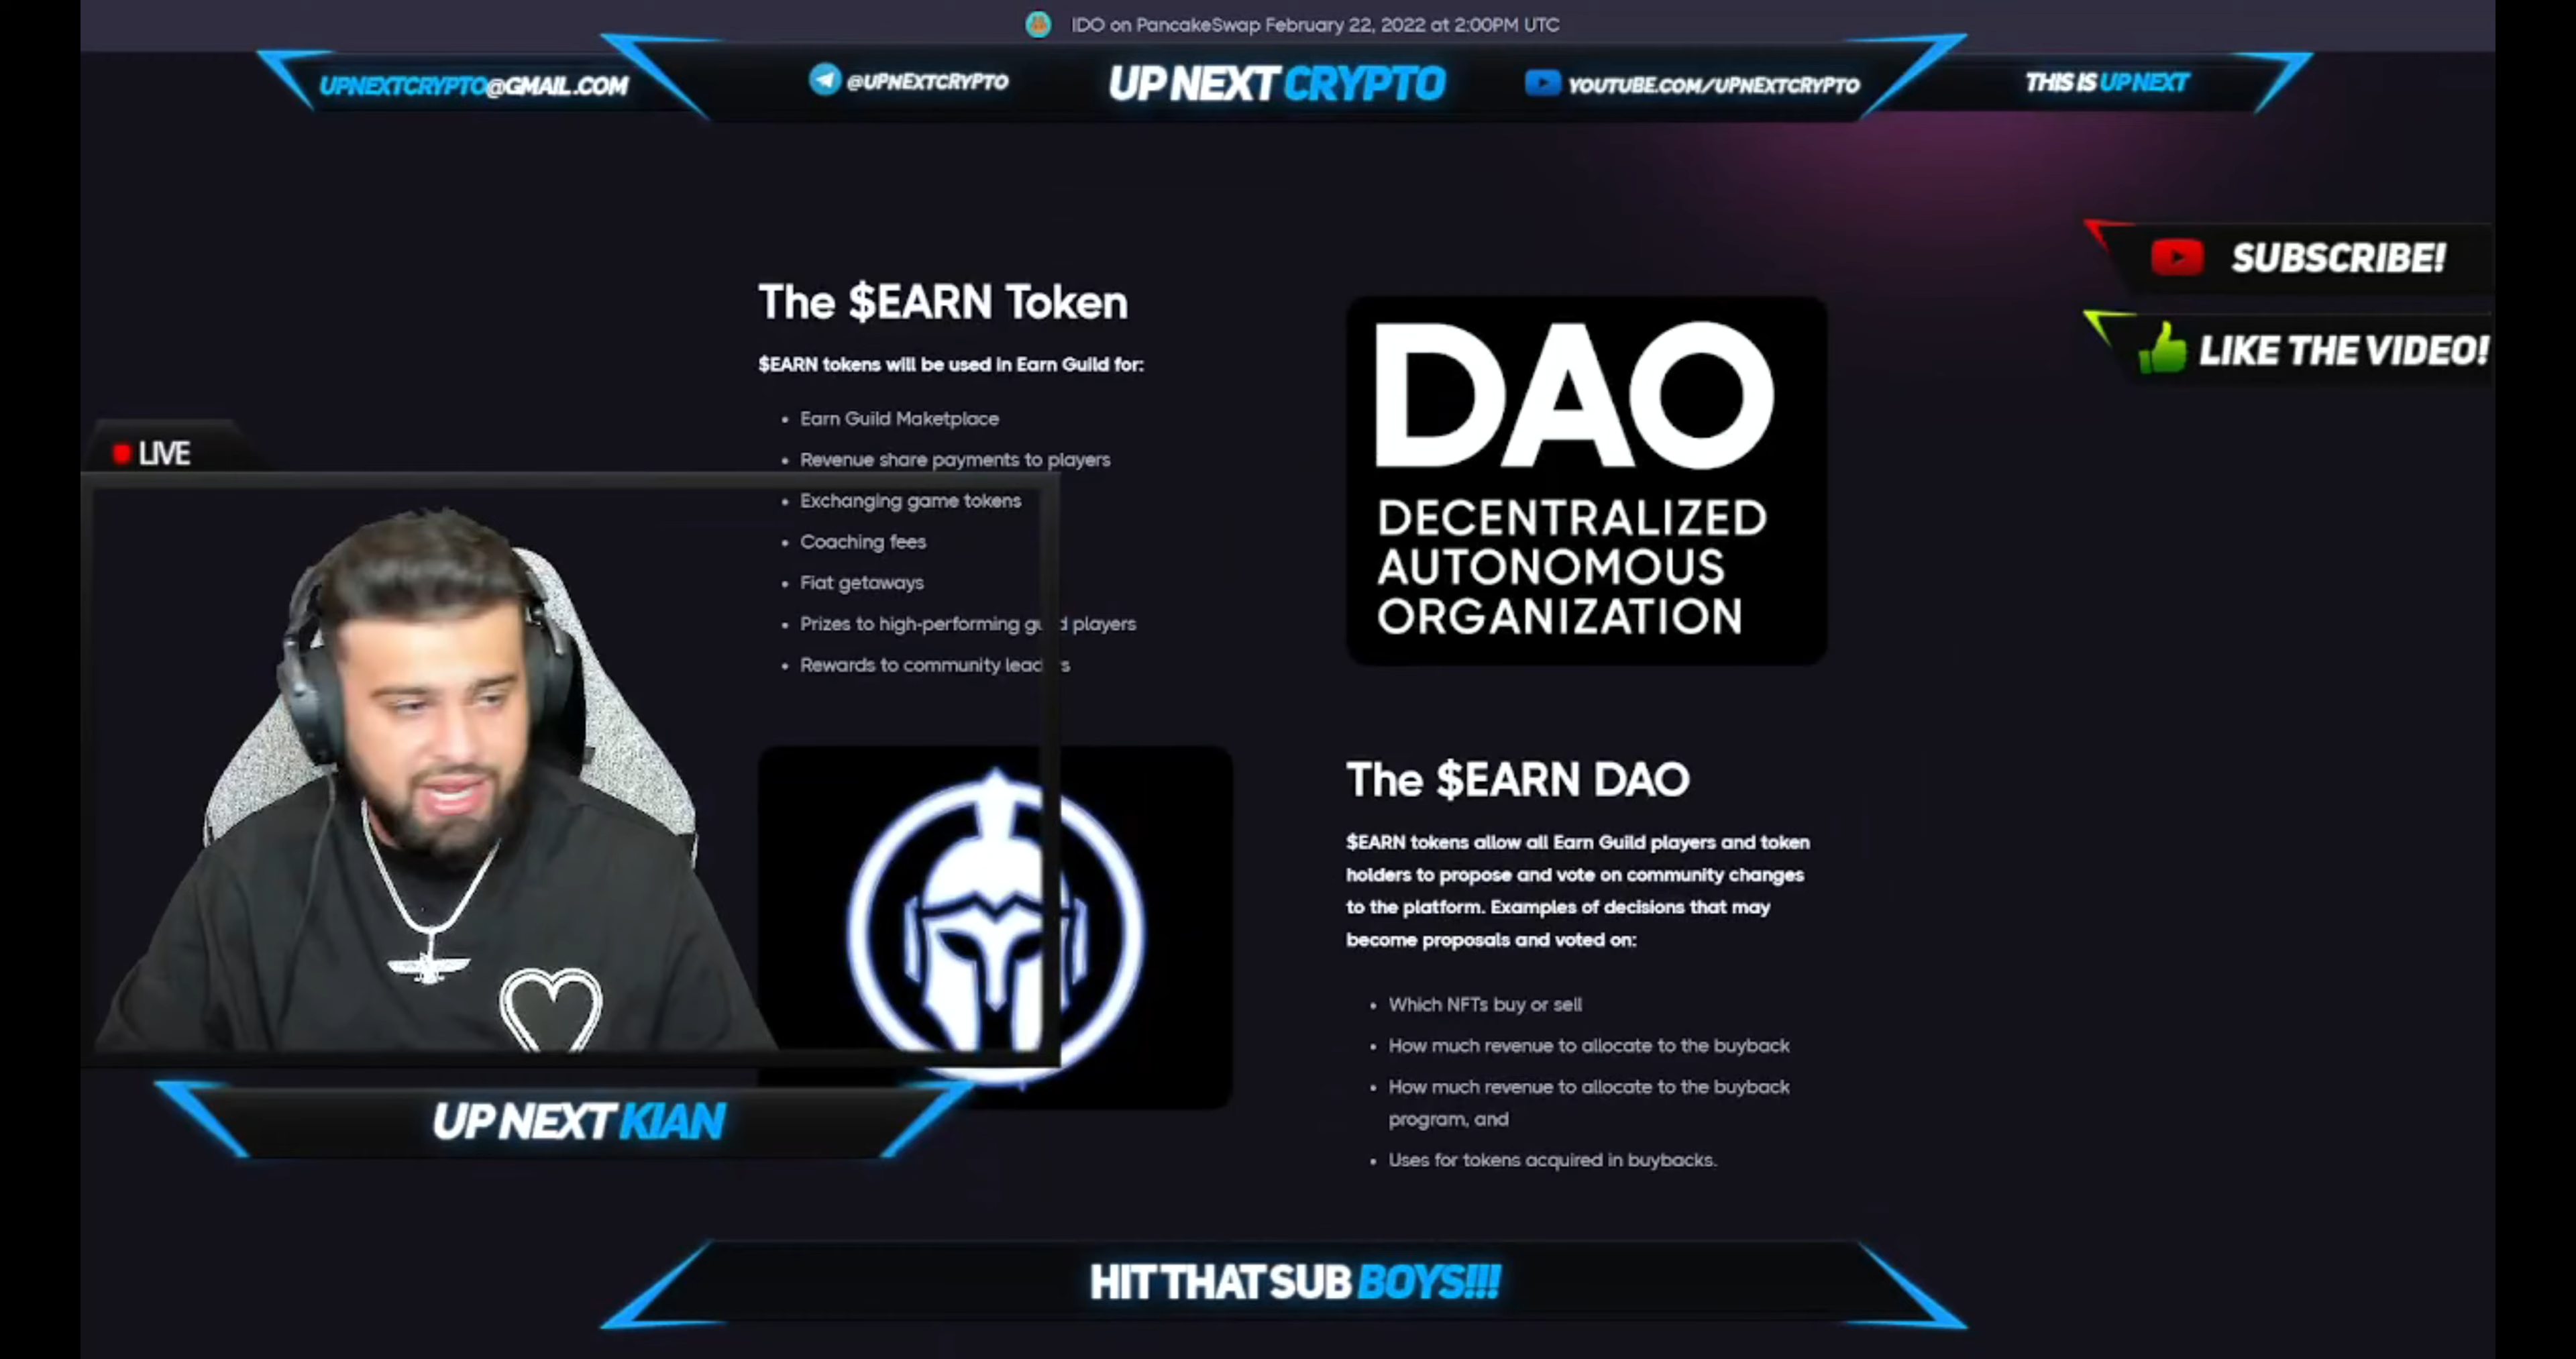 IDO on PancakeSwap February 22, 2022 at 2:00PM UTC
UPNEXTCRYPTO@GMAIL.COM
@UPNEXTCRYPTO
UP NEXT CRYPTO
YOUTUBE.COM/UPNEXTCRYPTO
THIS IS UP NEXT
SUBSCRIBE!
LIKE THE VIDEO!
The $EARN Token
$EARN tokens will be used in Earn Guild for:
• Earn Guild Maketplace
• Revenue share payments to players
• Exchanging game tokens
• Coaching fees
• Fiat getaways
• Prizes to high-performing guild players
• Rewards to community leaders
DAO
DECENTRALIZED
AUTONOMOUS
ORGANIZATION
LIVE
The $EARN DAO
$EARN tokens allow all Earn Guild players and token
holders to propose and vote on community changes
to the platform. Examples of decisions that may
become proposals and voted on:
• Which NFTs buy or sell
• How much revenue to allocate to the buyback
• How much revenue to allocate to the buyback
program, and
• Uses for tokens acquired in buybacks.
UP NEXT KIAN
HIT THAT SUB BOYS!!!